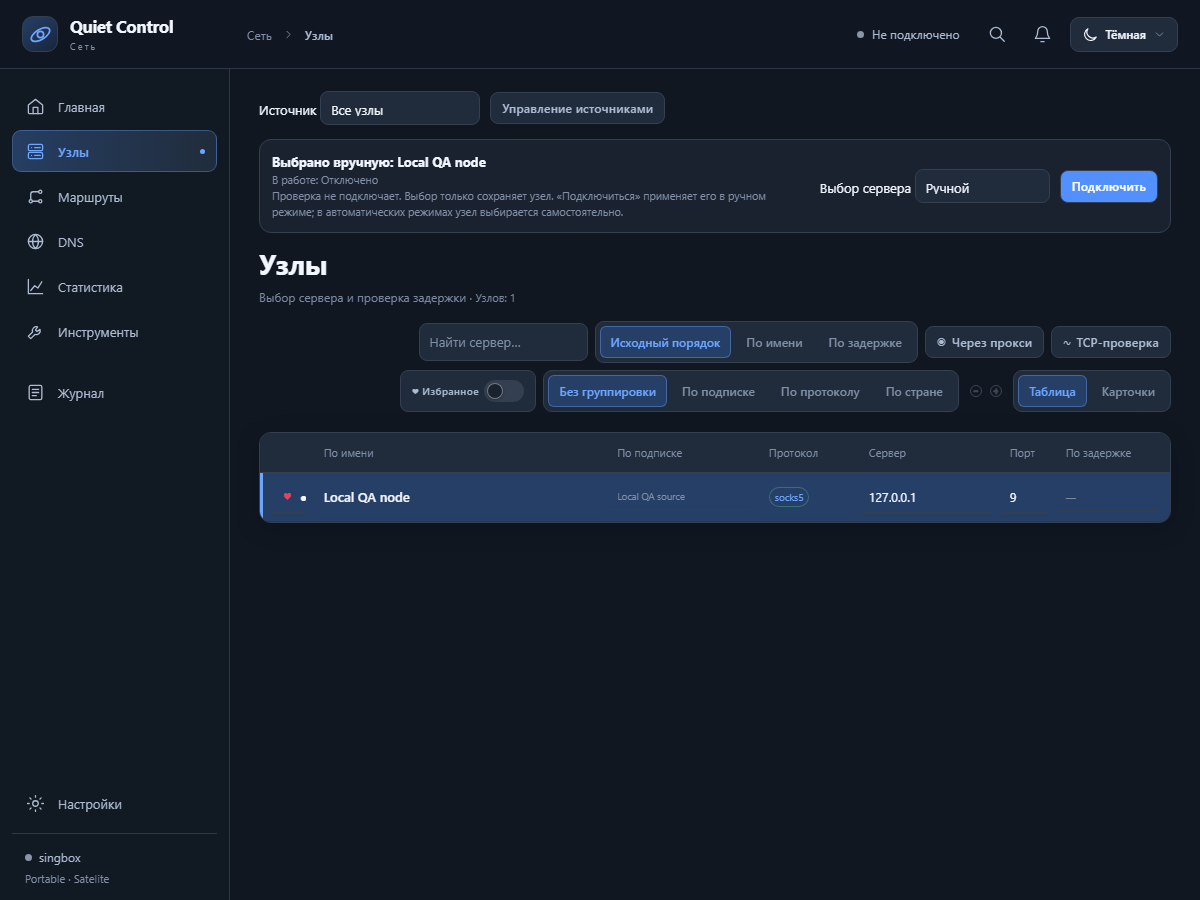 Quiet Control
Сеть
Сеть Узлы
Не подключено
Тёмная
Главная
Узлы
Маршруты
DNS
Статистика
Инструменты
Журнал
Настройки
singbox
Portable · Satelite
Источник Все узлы Управление источниками
Выбрано вручную: Local QA node
В работе: Отключено
Проверка не подключает. Выбор только сохраняет узел. «Подключиться» применяет его в ручном
режиме; в автоматических режимах узел выбирается самостоятельно.
Выбор сервера Ручной Подключить
Узлы
Выбор сервера и проверка задержки · Узлов: 1
Найти сервер... Исходный порядок По имени По задержке Через прокси ~ TCP-проверка
Избранное Без группировки По подписке По протоколу По стране Таблица Карточки
По имени По подписке Протокол Сервер Порт По задержке
Local QA node Local QA source socks5 127.0.0.1 9 —